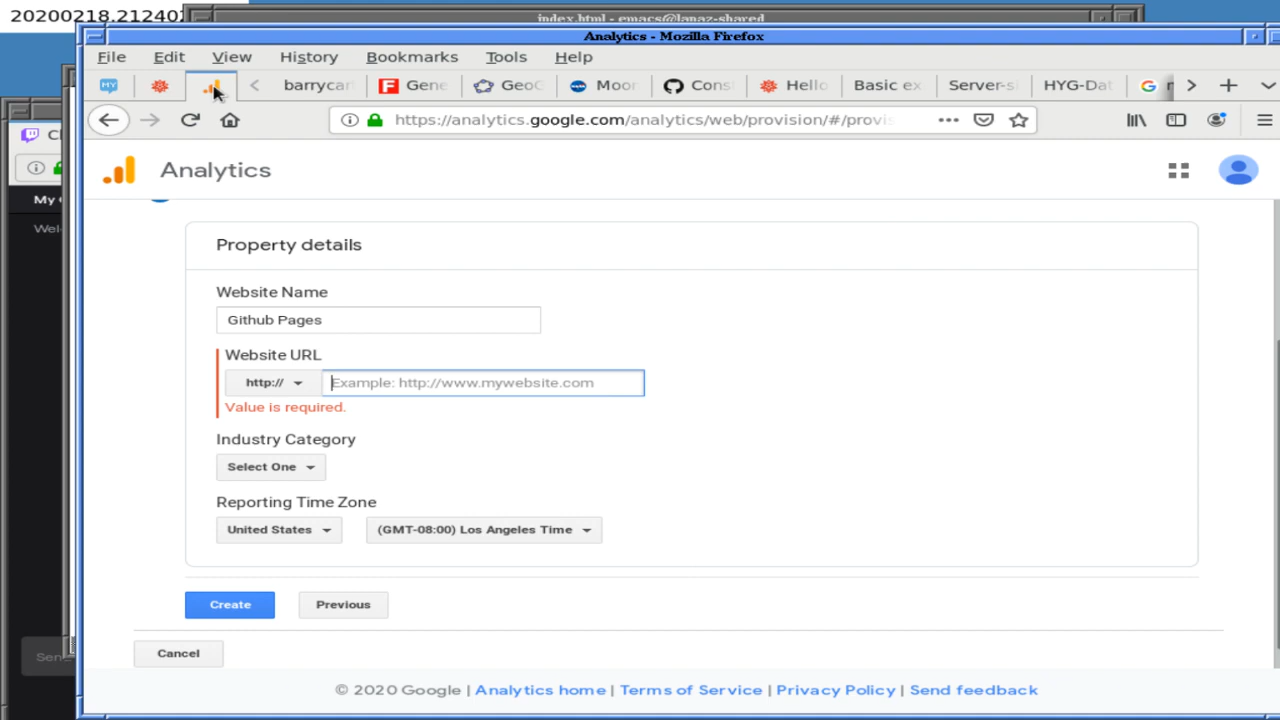 20200218.21240
index.html - emacs@lanaz-shared
Analytics - Mozilla Firefox
File Edit View History Bookmarks Tools Help
barrycar Gene GeoC Moor Cons Hello Basic ex Server-s HYG-Dat
https://analytics.google.com/analytics/web/provision/#/provis
Analytics
My
Wel
Property details
Website Name
Github Pages
Website URL
http:// Example: http://www.mywebsite.com
Value is required.
Industry Category
Select One
Reporting Time Zone
United States (GMT-08:00) Los Angeles Time
Create Previous
Sen
Cancel
© 2020 Google | Analytics home | Terms of Service | Privacy Policy | Send feedback